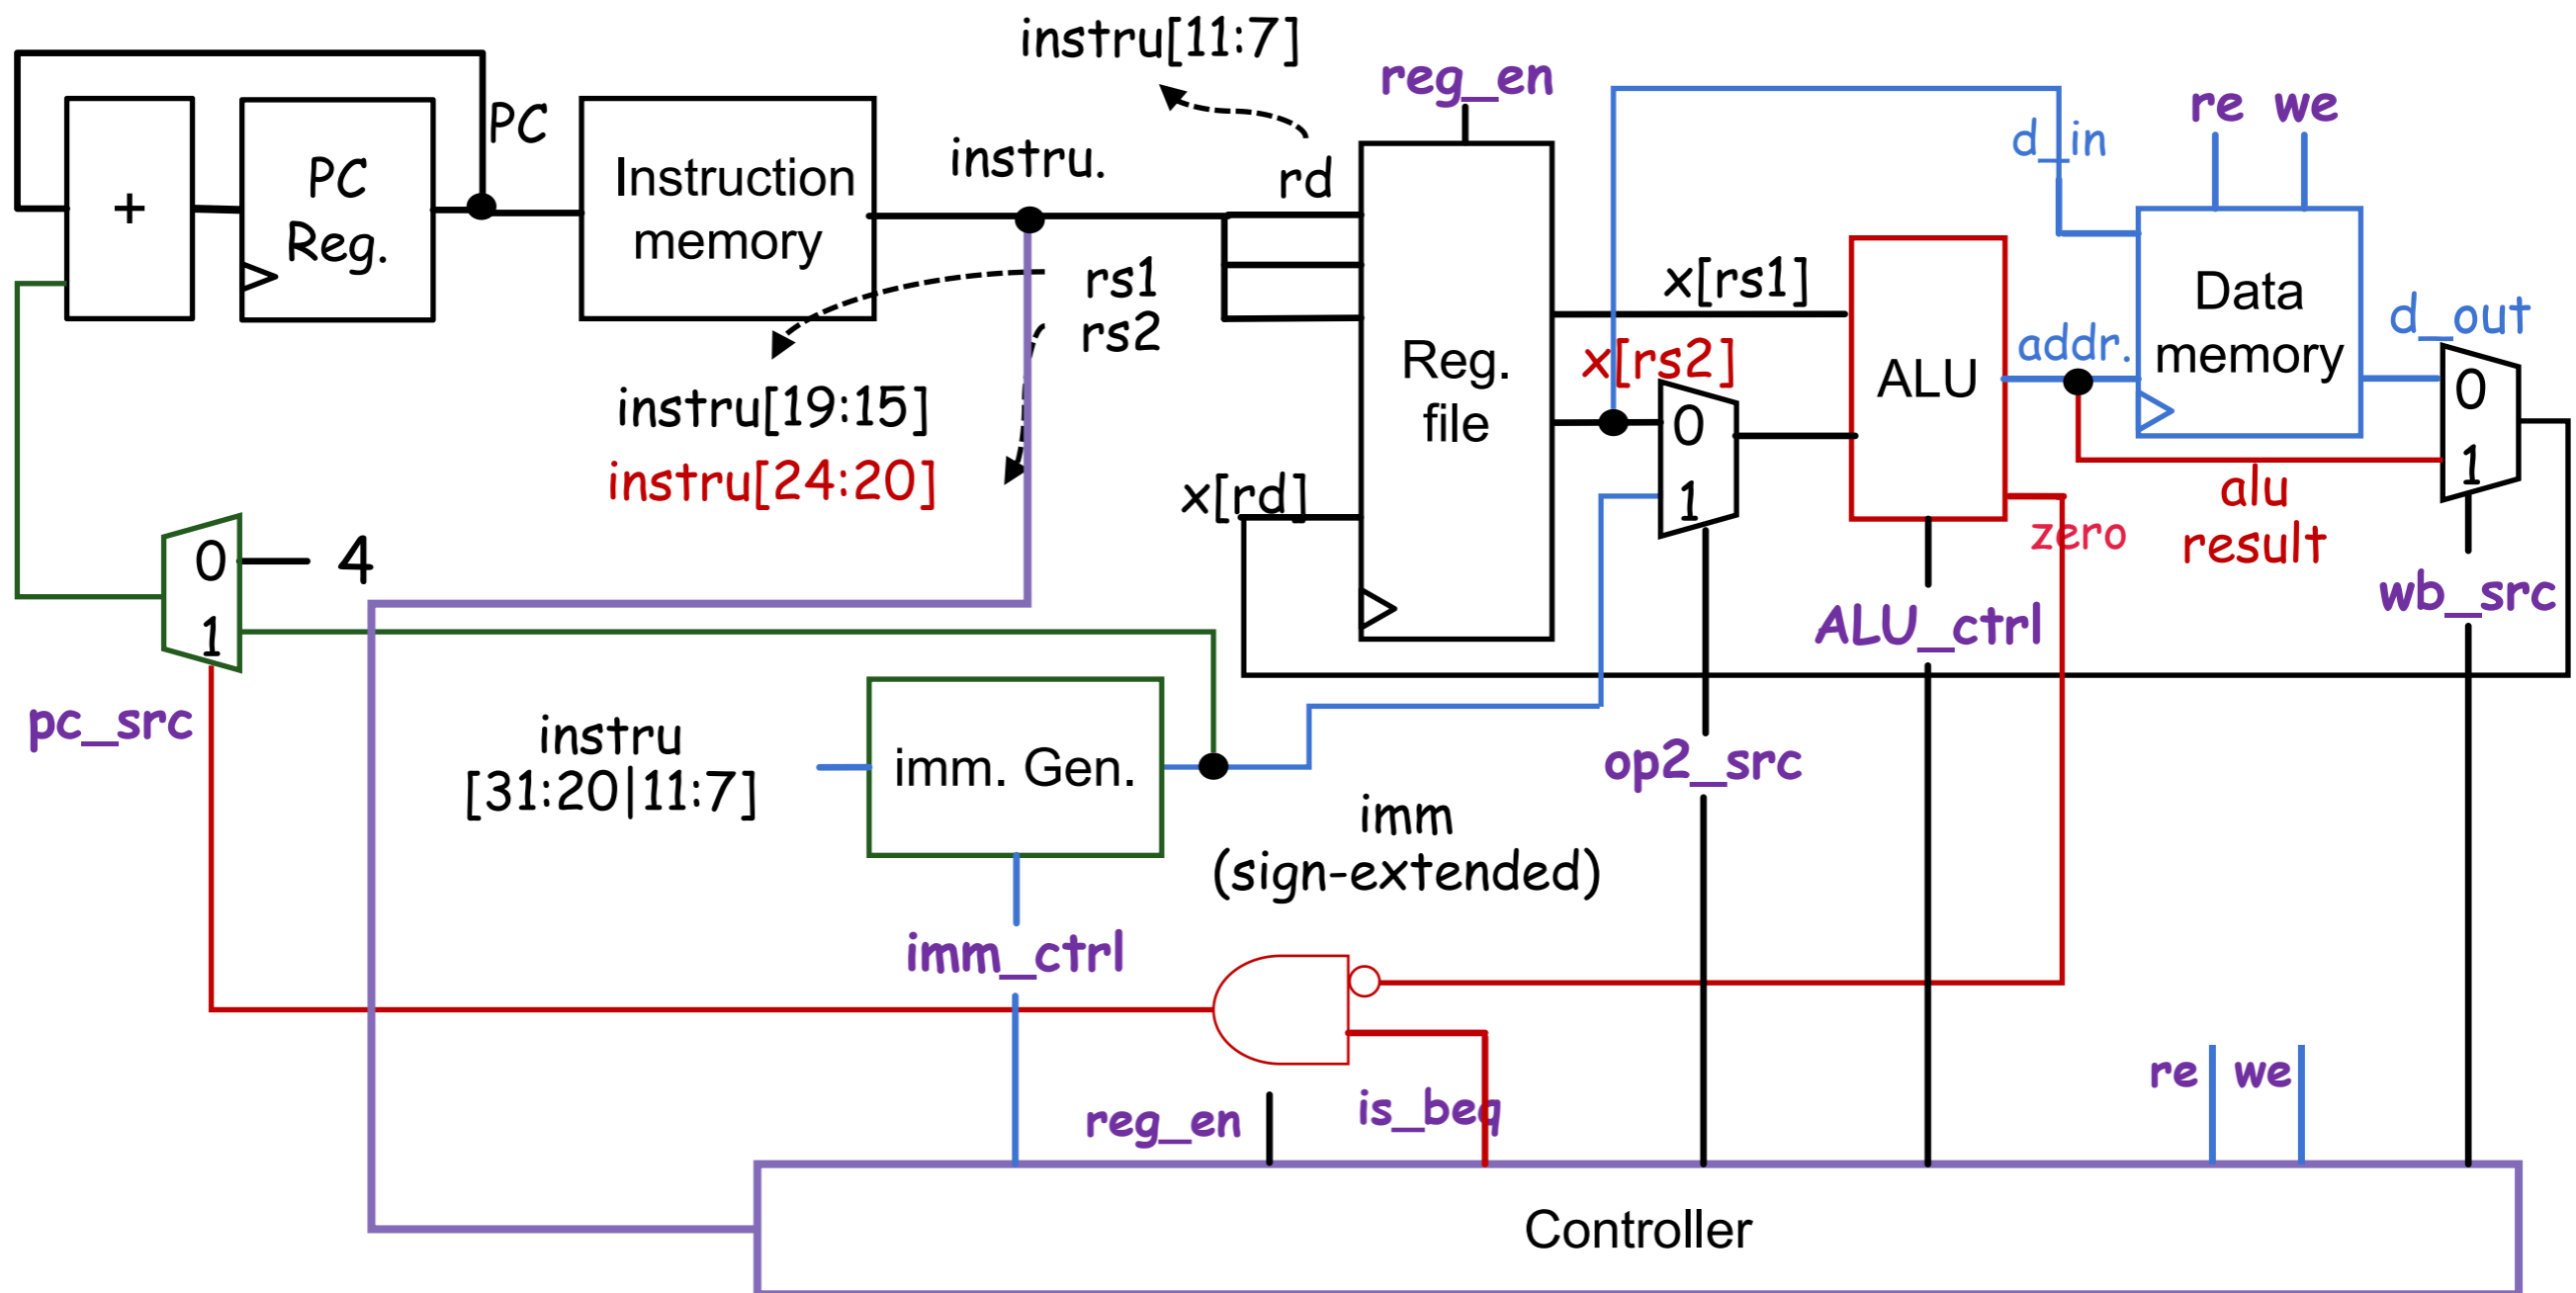 instru[11:7]
reg_en
re we
PC
d_in
instru.
rd
PC
Reg.
+
Instruction
memory
rs1
rs2
x[rs1]
Data
memory
d_out
addr.
Reg.
file
x[rs2]
ALU
0
1
0
1
instru[19:15]
instru[24:20]
x[rd]
alu
result
zero
0
1
4
wb_src
ALU_ctrl
pc_src
instru
[31:20|11:7]
imm. Gen.
op2_src
imm
(sign-extended)
imm_ctrl
reg_en
is_beq
re we
Controller